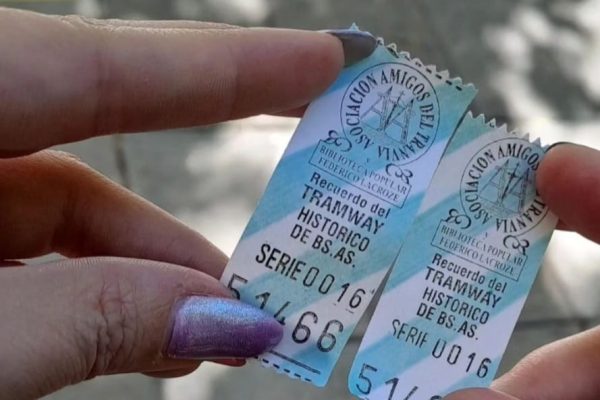 ASOCIACION AMIGOS DEL TRANVIA
Y
BIBLIOTECA POPULAR
FEDERICO LACROZE
Recuerdo del
TRAMWAY
HISTORICO
DE BS.AS.
SERIE 0016
51466
ASOCIACION AMIGOS DEL TRANVIA
Y
BIBLIOTECA POPULAR
FEDERICO LACROZE
Recuerdo del
TRAMWAY
HISTORICO
DE BS.AS.
SERIE 0016